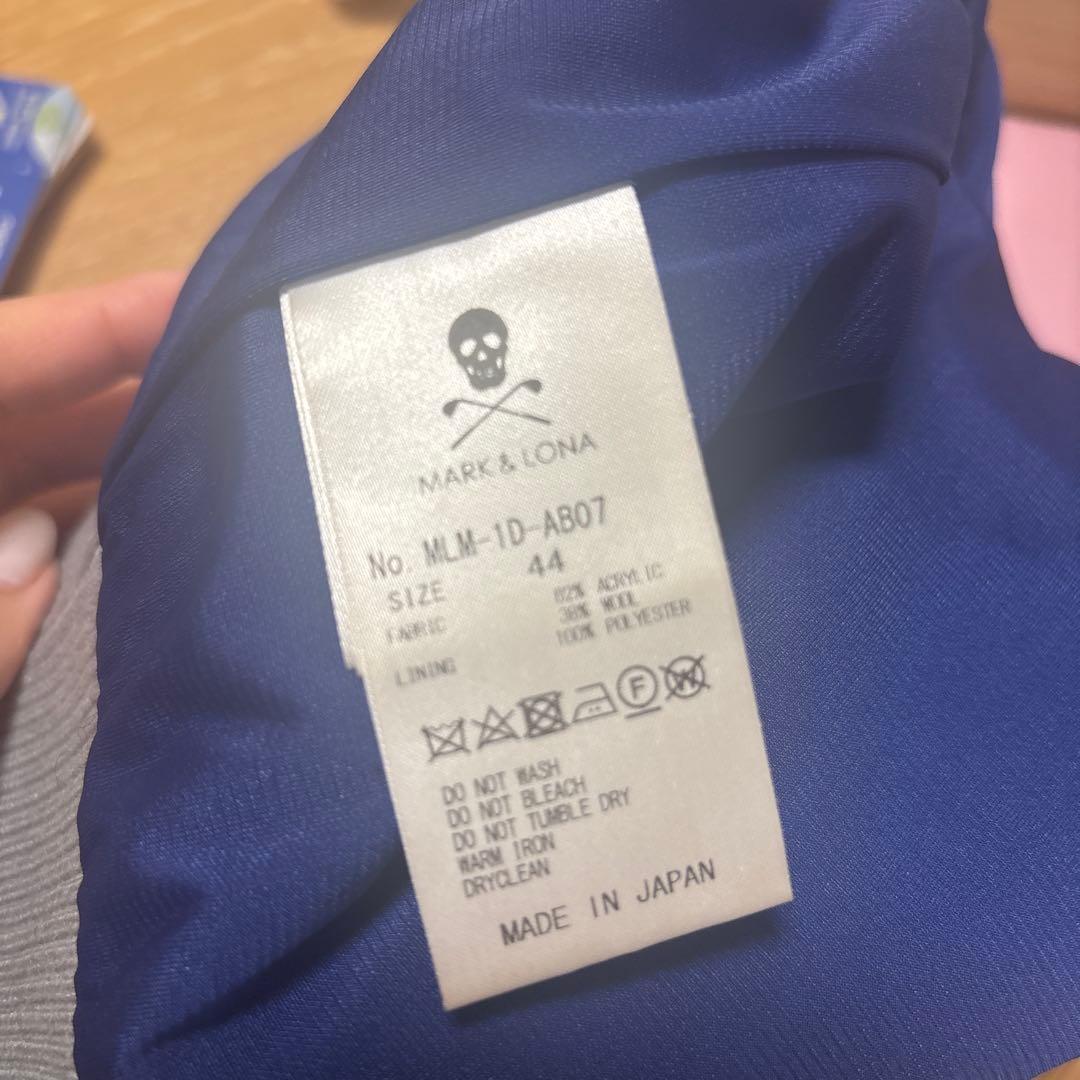 MARK & LONA
No. MLM-1D-AB07
SIZE 44
FABRIC 62% ACRYLIC
38% WOOL
LINING 100% POLYESTER
F W
DO NOT WASH
DO NOT BLEACH
DO NOT TUMBLE DRY
WARM IRON
DRYCLEAN
MADE IN JAPAN